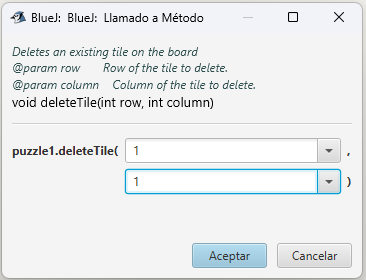 BlueJ: BlueJ: Llamado a Método
Deletes an existing tile on the board
@param row Row of the tile to delete.
@param column Column of the tile to delete.
void deleteTile(int row, int column)
puzzle1.deleteTile( 1 ,
1 )
Aceptar Cancelar